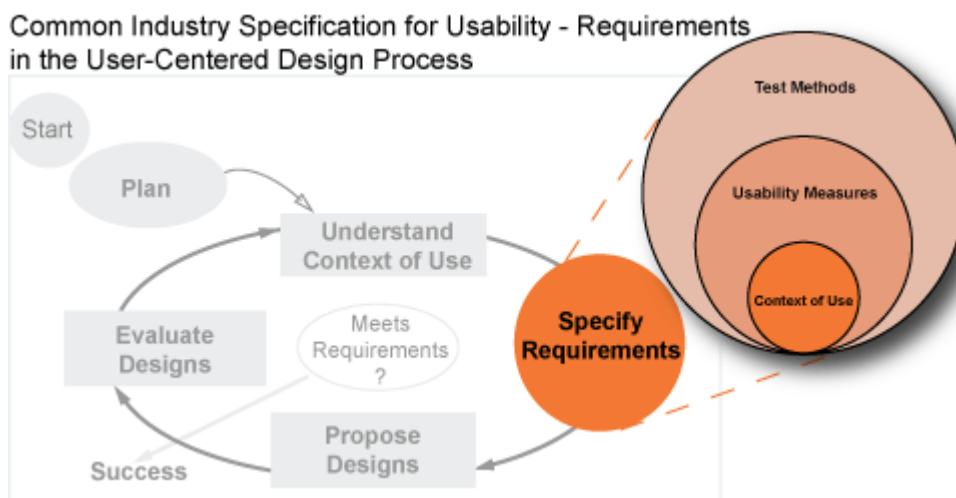 Common Industry Specification for Usability - Requirements
in the User-Centered Design Process
Start
Plan
Understand
Context of Use
Specify
Requirements
Propose
Designs
Evaluate
Designs
Meets
Requirements
?
Success
Test Methods
Usability Measures
Context of Use